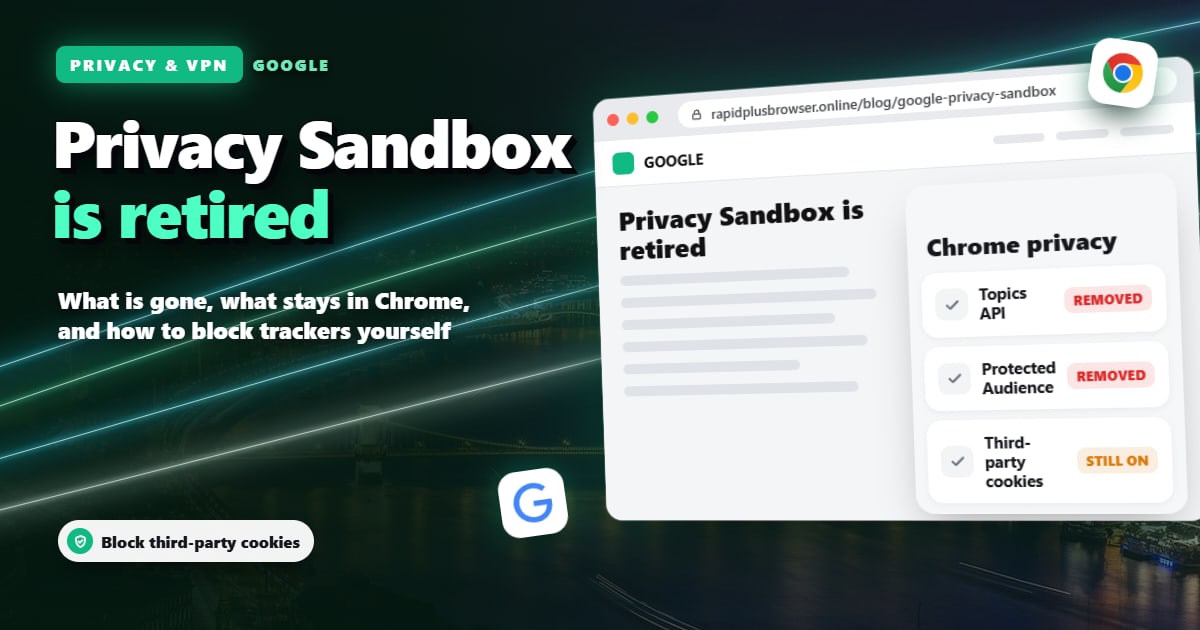 PRIVACY & VPN GOOGLE
Privacy Sandbox
is retired
What is gone, what stays in Chrome,
and how to block trackers yourself
Block third-party cookies
rapidplusbrowser.online/blog/google-privacy-sandbox
GOOGLE
Privacy Sandbox is
retired
Chrome privacy
Topics
API
REMOVED
Protected
Audience
REMOVED
Third-
party
cookies
STILL ON
G